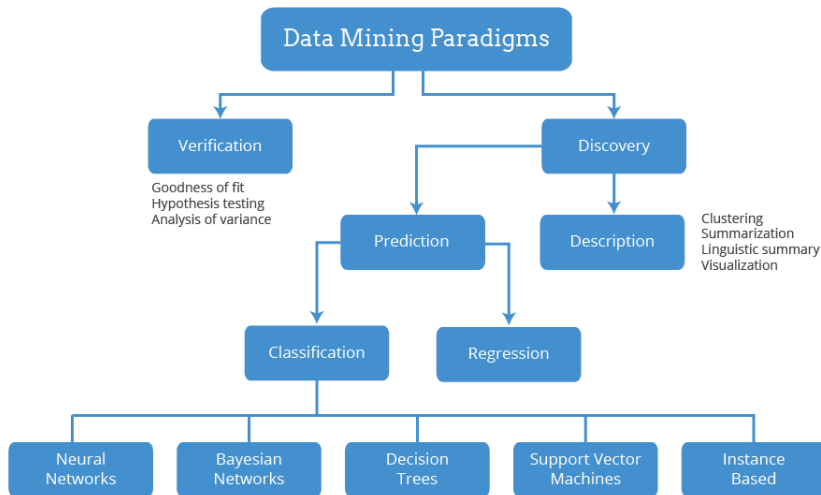 Data Mining Paradigms
Verification
Discovery
Goodness of fit
Hypothesis testing
Analysis of variance
Prediction
Description
Clustering
Summarization
Linguistic summary
Visualization
Classification
Regression
Neural
Networks
Bayesian
Networks
Decision
Trees
Support Vector
Machines
Instance
Based